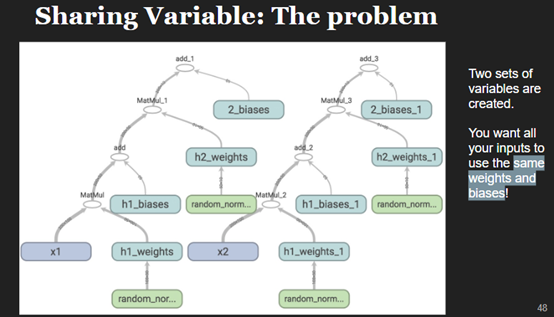 Sharing Variable: The problem
add_1
add_3
MatMul_1
2_biases
MatMul_3
2_biases_1
add
h2_weights
add_2
h2_weights_1
MatMul
h1_biases
random_norm...
MatMul_2
h1_biases_1
random_norm...
x1
h1_weights
x2
h1_weights_1
random_nor...
random_norm...
Two sets of
variables are
created.
You want all
your inputs to
use the same
weights and
biases!
48